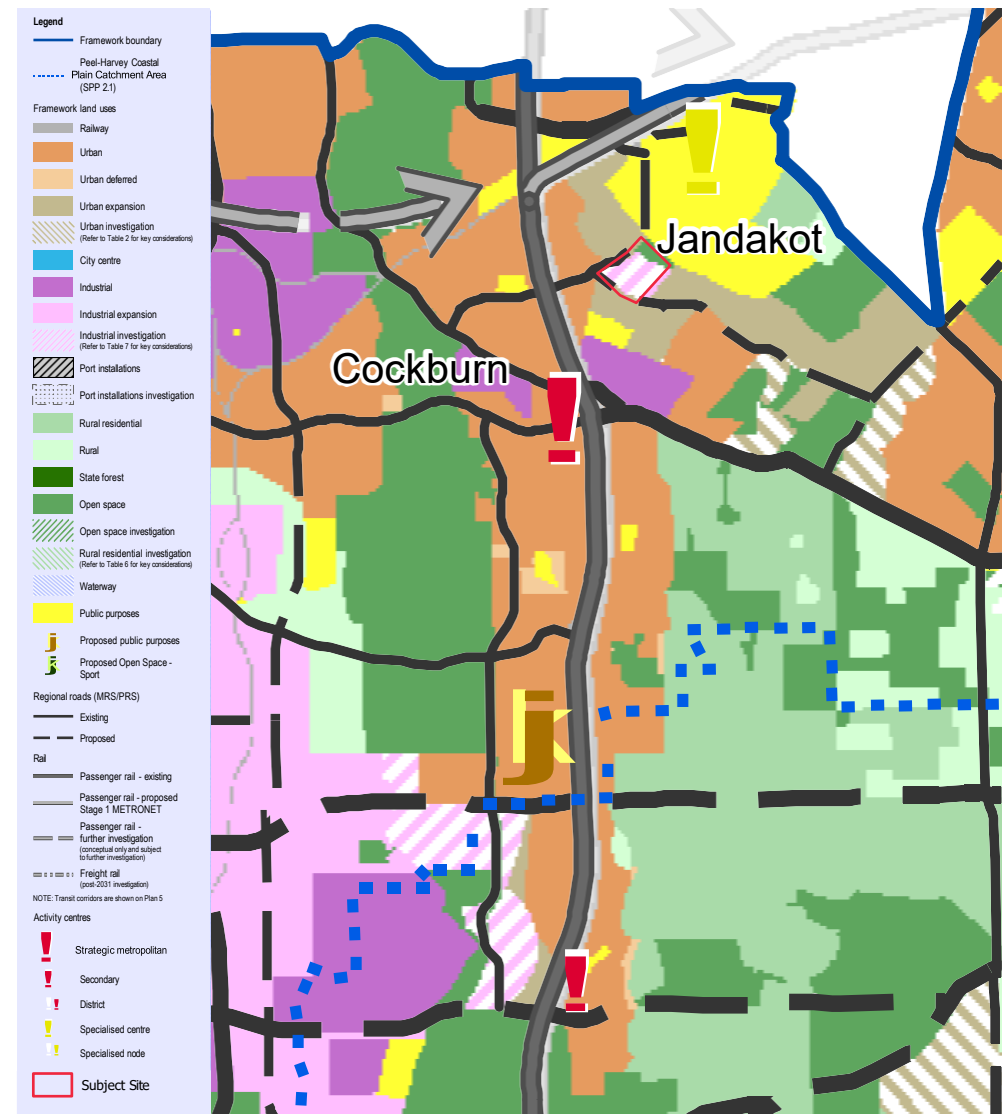 Legend
Framework boundary
Peel-Harvey Coastal
Plain Catchment Area
(SPP 2.1)
Framework land uses
Railway
Urban
Urban deferred
Urban expansion
Urban investigation
(Refer to Table 2 for key considerations)
City centre
Industrial
Industrial expansion
Industrial investigation
(Refer to Table 7 for key considerations)
Port installations
Port installations investigation
Rural residential
Rural
State forest
Open space
Open space investigation
Rural residential investigation
(Refer to Table 6 for key considerations)
Waterway
Public purposes
j
Proposed public purposes
k
Proposed Open Space -
Sport
Regional roads (MRS/PRS)
Existing
Proposed
Rail
Passenger rail - existing
Passenger rail - proposed
Stage 1 METRONET
Passenger rail -
further investigation
(conceptual only and subject
to further investigation)
Freight rail
(post-2031 investigation)
NOTE: Transit corridors are shown on Plan 5
Activity centres
! Strategic metropolitan
! Secondary
! District
! Specialised centre
! Specialised node
Subject Site
!
Jandakot
Cockburn
!
j
k
!